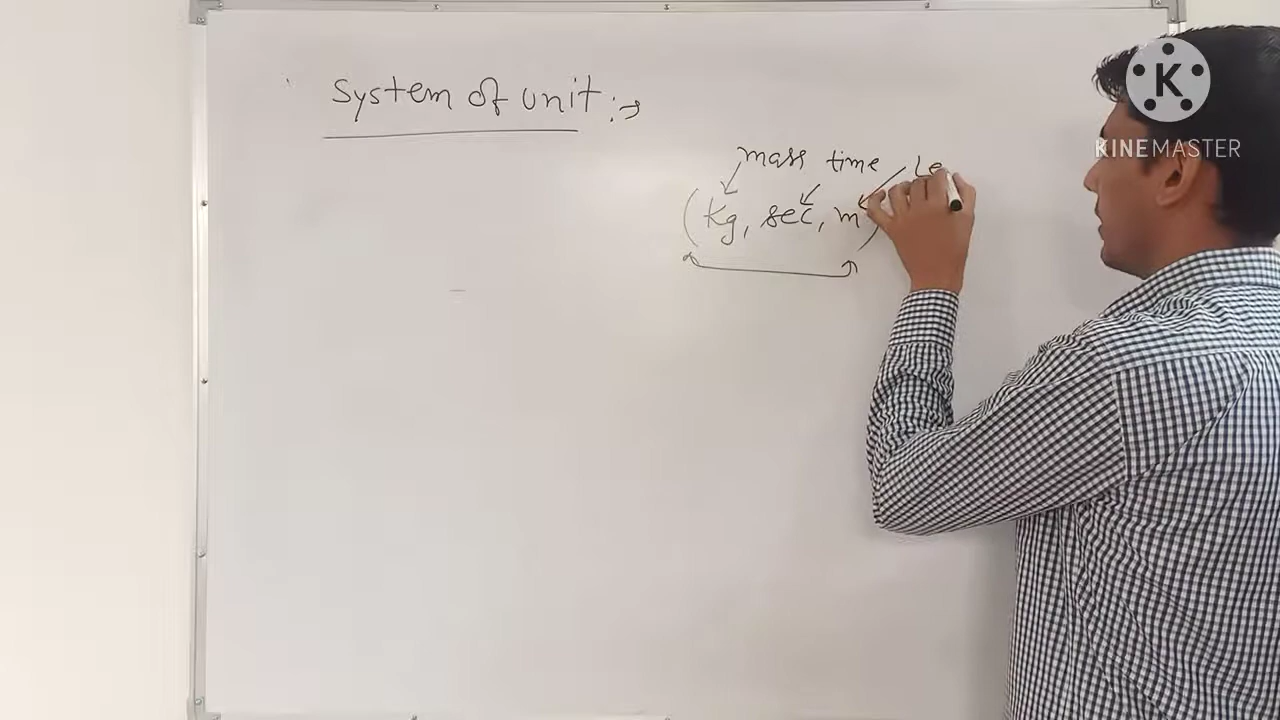 System of unit :→
mass time Le
(Kg, sec, m)
K
KINEMASTER